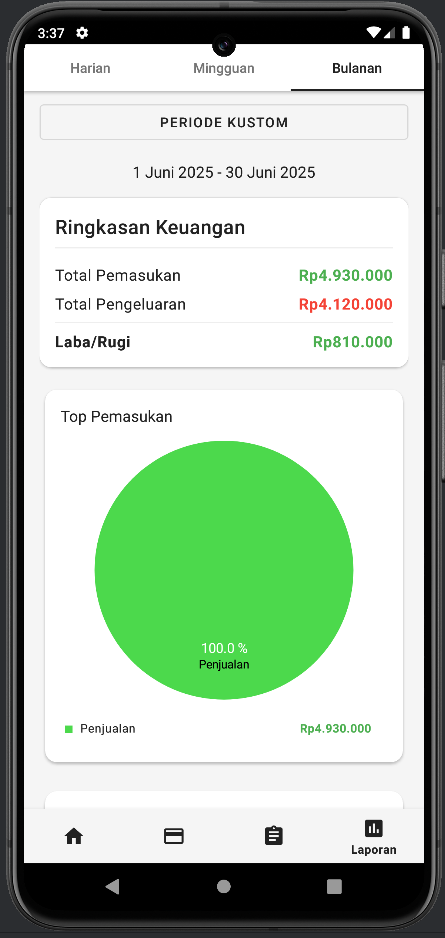 3:37
Harian Mingguan Bulanan
PERIODE KUSTOM
1 Juni 2025 - 30 Juni 2025
Ringkasan Keuangan
Total Pemasukan Rp4.930.000
Total Pengeluaran Rp4.120.000
Laba/Rugi Rp810.000
Top Pemasukan
100.0 %
Penjualan
Penjualan Rp4.930.000
Laporan